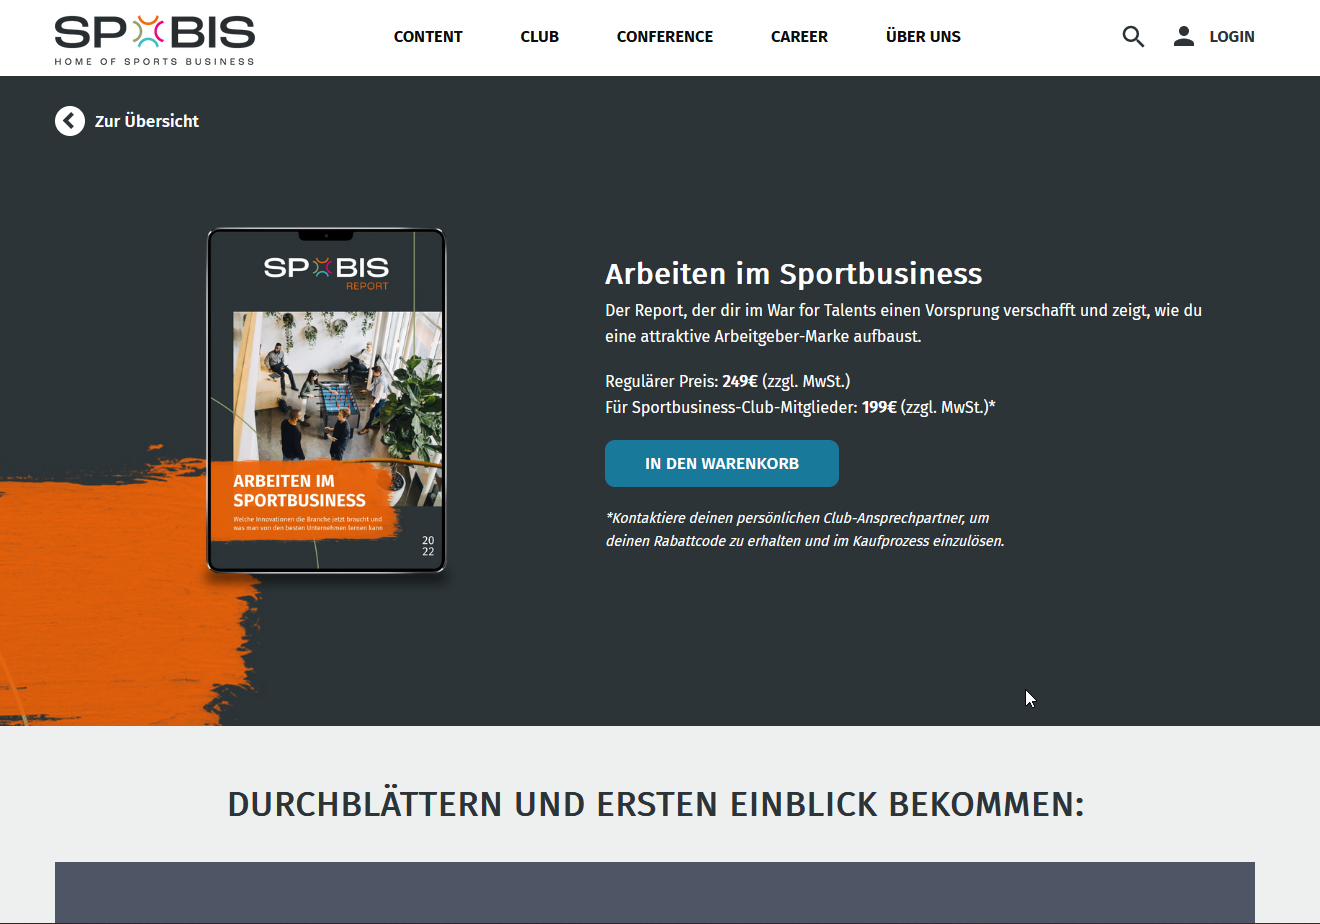 SPOBIS
HOME OF SPORTS BUSINESS
CONTENT
CLUB
CONFERENCE
CAREER
ÜBER UNS
LOGIN
Zur Übersicht
SPOBIS
REPORT
ARBEITEN IM
SPORTBUSINESS
Welche Innovationen die Branche jetzt braucht und
was man von den besten Unternehmen lernen kann
20
22
Arbeiten im Sportbusiness
Der Report, der dir im War for Talents einen Vorsprung verschafft und zeigt, wie du
eine attraktive Arbeitgeber-Marke aufbaust.
Regulärer Preis: 249€ (zzgl. MwSt.)
Für Sportbusiness-Club-Mitglieder: 199€ (zzgl. MwSt.)*
IN DEN WARENKORB
*Kontaktiere deinen persönlichen Club-Ansprechpartner, um
deinen Rabattcode zu erhalten und im Kaufprozess einzulösen.
DURCHBLÄTTERN UND ERSTEN EINBLICK BEKOMMEN: